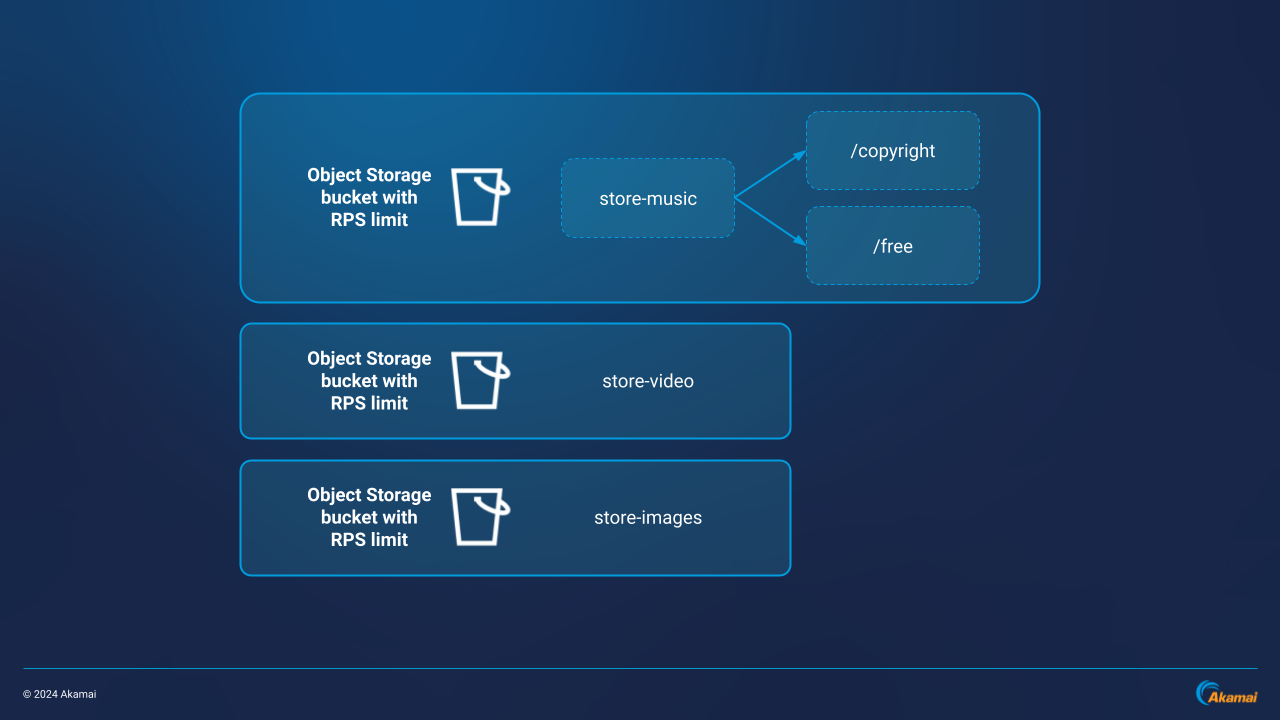 Object Storage
bucket with
RPS limit
store-music
/copyright
/free
Object Storage
bucket with
RPS limit
store-video
Object Storage
bucket with
RPS limit
store-images
© 2024 Akamai
Akamai